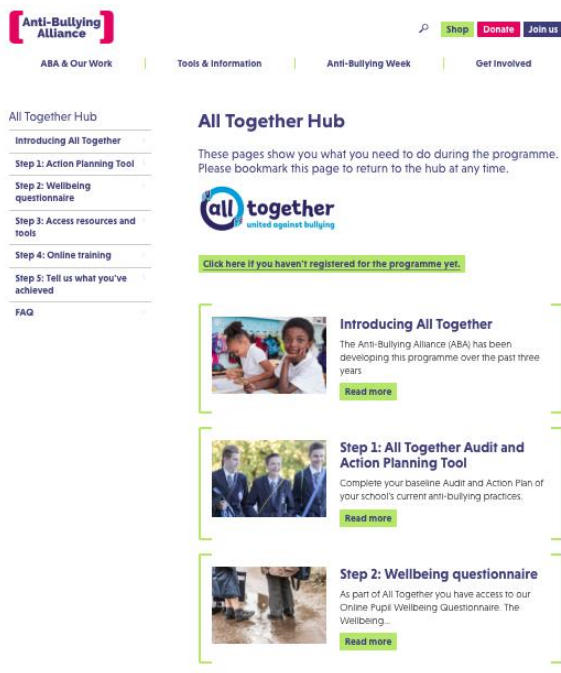 Anti-Bullying
Alliance
Shop Donate Join us
ABA & Our Work Tools & Information Anti-Bullying Week Get Involved
All Together Hub
Introducing All Together
Step 1: Action Planning Tool
Step 2: Wellbeing
questionnaire
Step 3: Access resources and
tools
Step 4: Online training
Step 5: Tell us what you've
achieved
FAQ
All Together Hub
These pages show you what you need to do during the programme.
Please bookmark this page to return to the hub at any time.
all together
united against bullying
Click here if you haven't registered for the programme yet.
Introducing All Together
The Anti-Bullying Alliance (ABA) has been
developing this programme over the past three
years
Read more
Step 1: All Together Audit and
Action Planning Tool
Complete your baseline Audit and Action Plan of
your school's current anti-bullying practices.
Read more
Step 2: Wellbeing questionnaire
As part of All Together you have access to our
Online Pupil Wellbeing Questionnaire. The
Wellbeing...
Read more